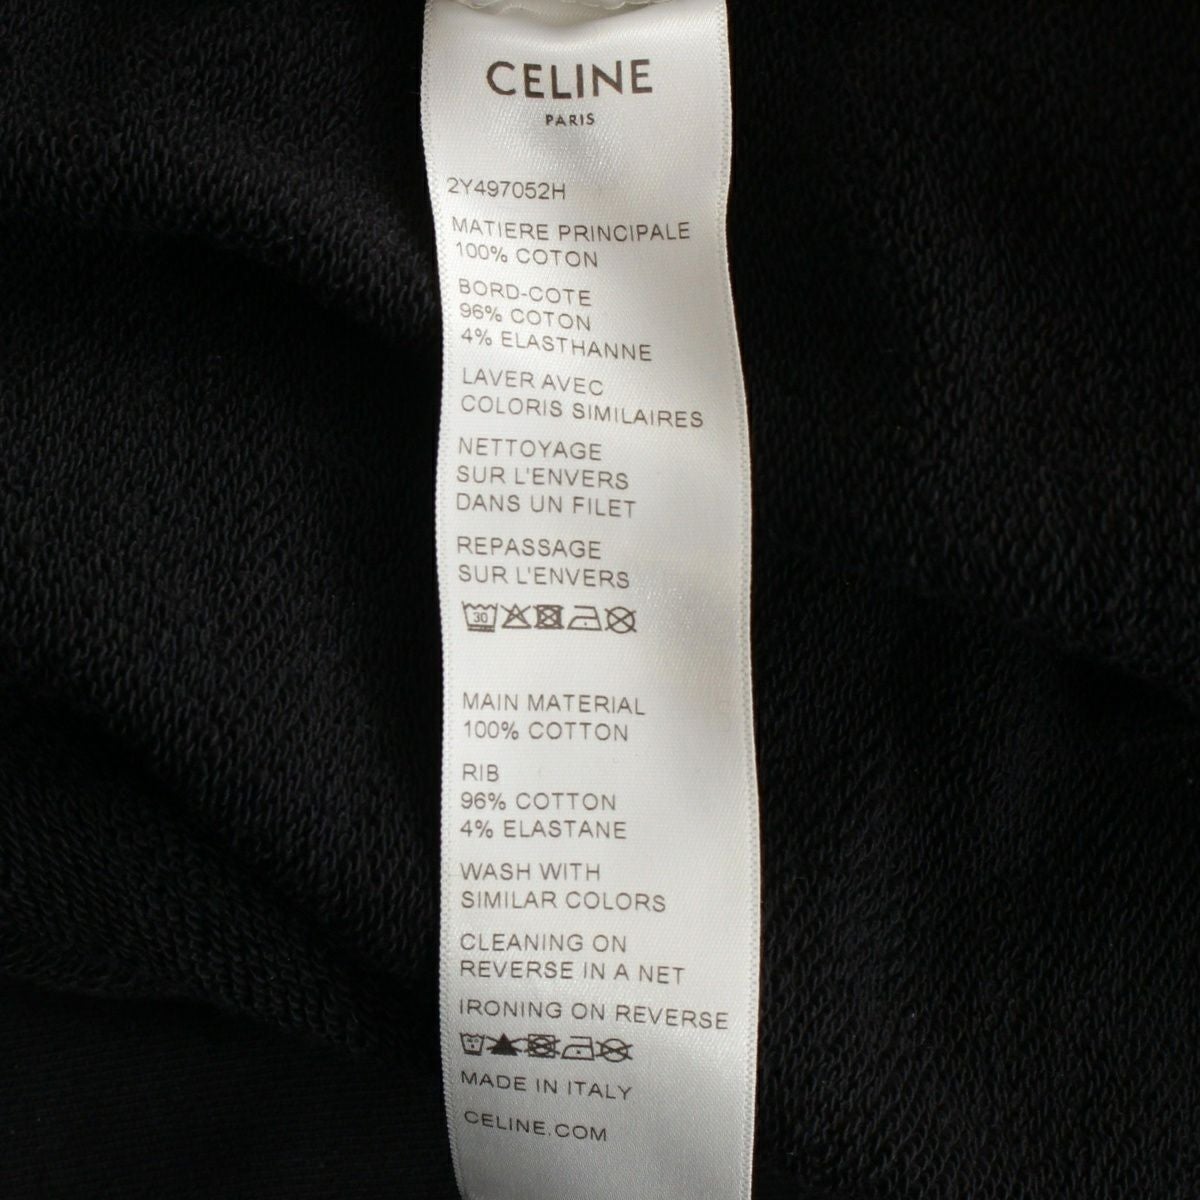 CELINE
PARIS
2Y497052H
MATIERE PRINCIPALE
100% COTON
BORD-COTE
96% COTON
4% ELASTHANNE
LAVER AVEC
COLORIS SIMILAIRES
NETTOYAGE
SUR L'ENVERS
DANS UN FILET
REPASSAGE
SUR L'ENVERS
30
MAIN MATERIAL
100% COTTON
RIB
96% COTTON
4% ELASTANE
WASH WITH
SIMILAR COLORS
CLEANING ON
REVERSE IN A NET
IRONING ON REVERSE
MADE IN ITALY
CELINE.COM